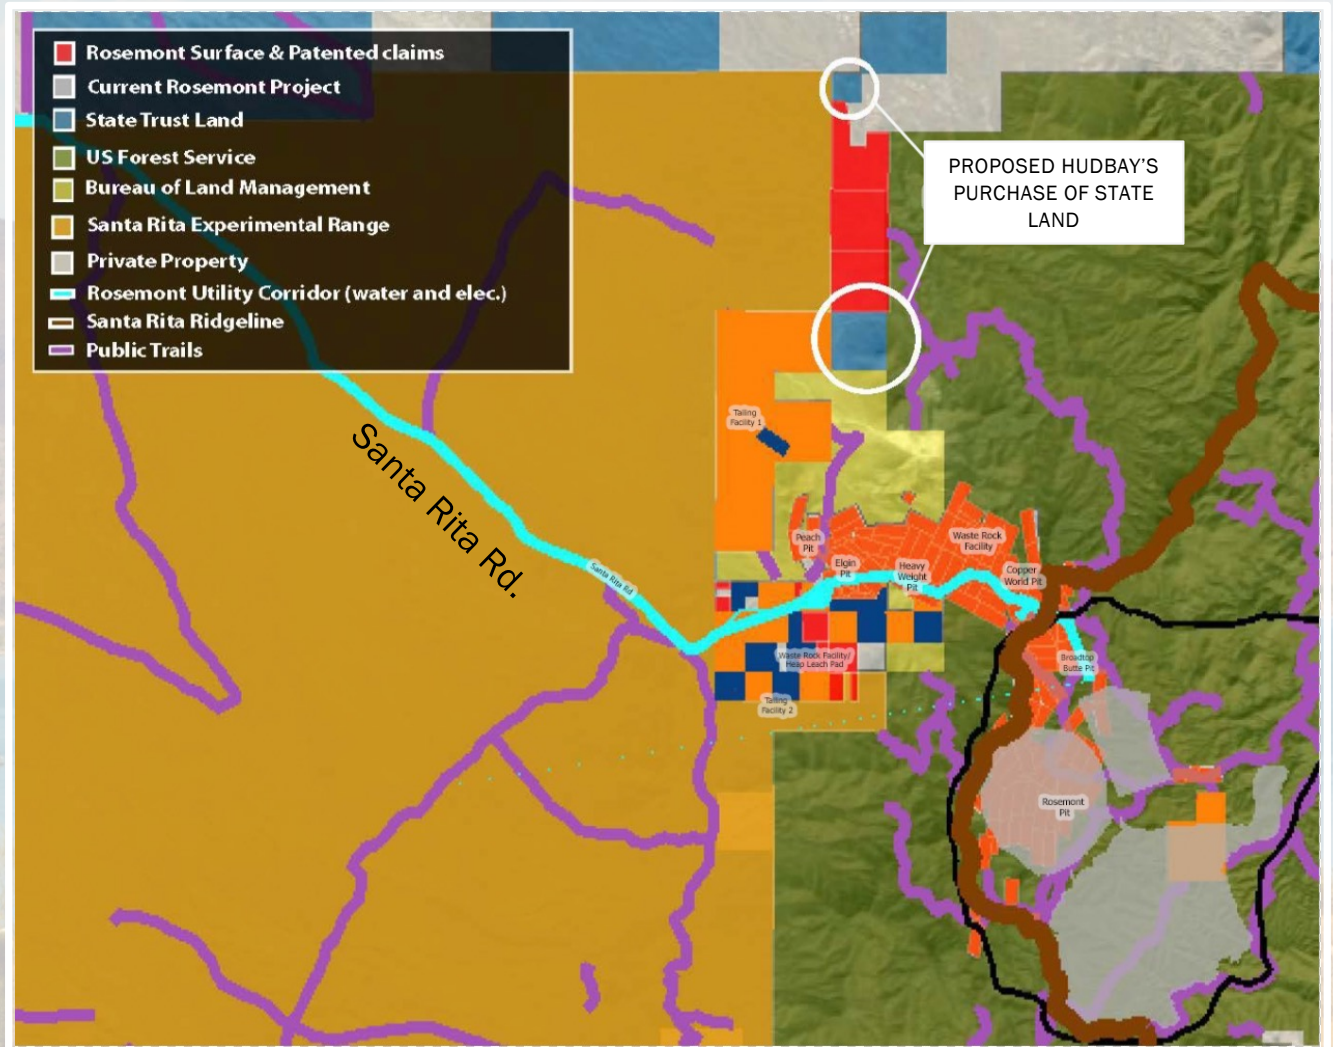 Rosemont Surface & Patented claims
Current Rosemont Project
State Trust Land
US Forest Service
Bureau of Land Management
Santa Rita Experimental Range
Private Property
Rosemont Utility Corridor (water and elec.)
Santa Rita Ridgeline
Public Trails
PROPOSED HUDBAY'S
PURCHASE OF STATE
LAND
Santa Rita Rd.
Santa Rita Rd
Tailing
Facility 1
Peach
Pit
Elgin
Pit
Heavy
Weight
Pit
Waste Rock
Facility
Copper
World Pit
Waste Rock Facility/
Heap Leach Pad
Tailing
Facility 2
Broadtop
Butte Pit
Rosemont
Pit